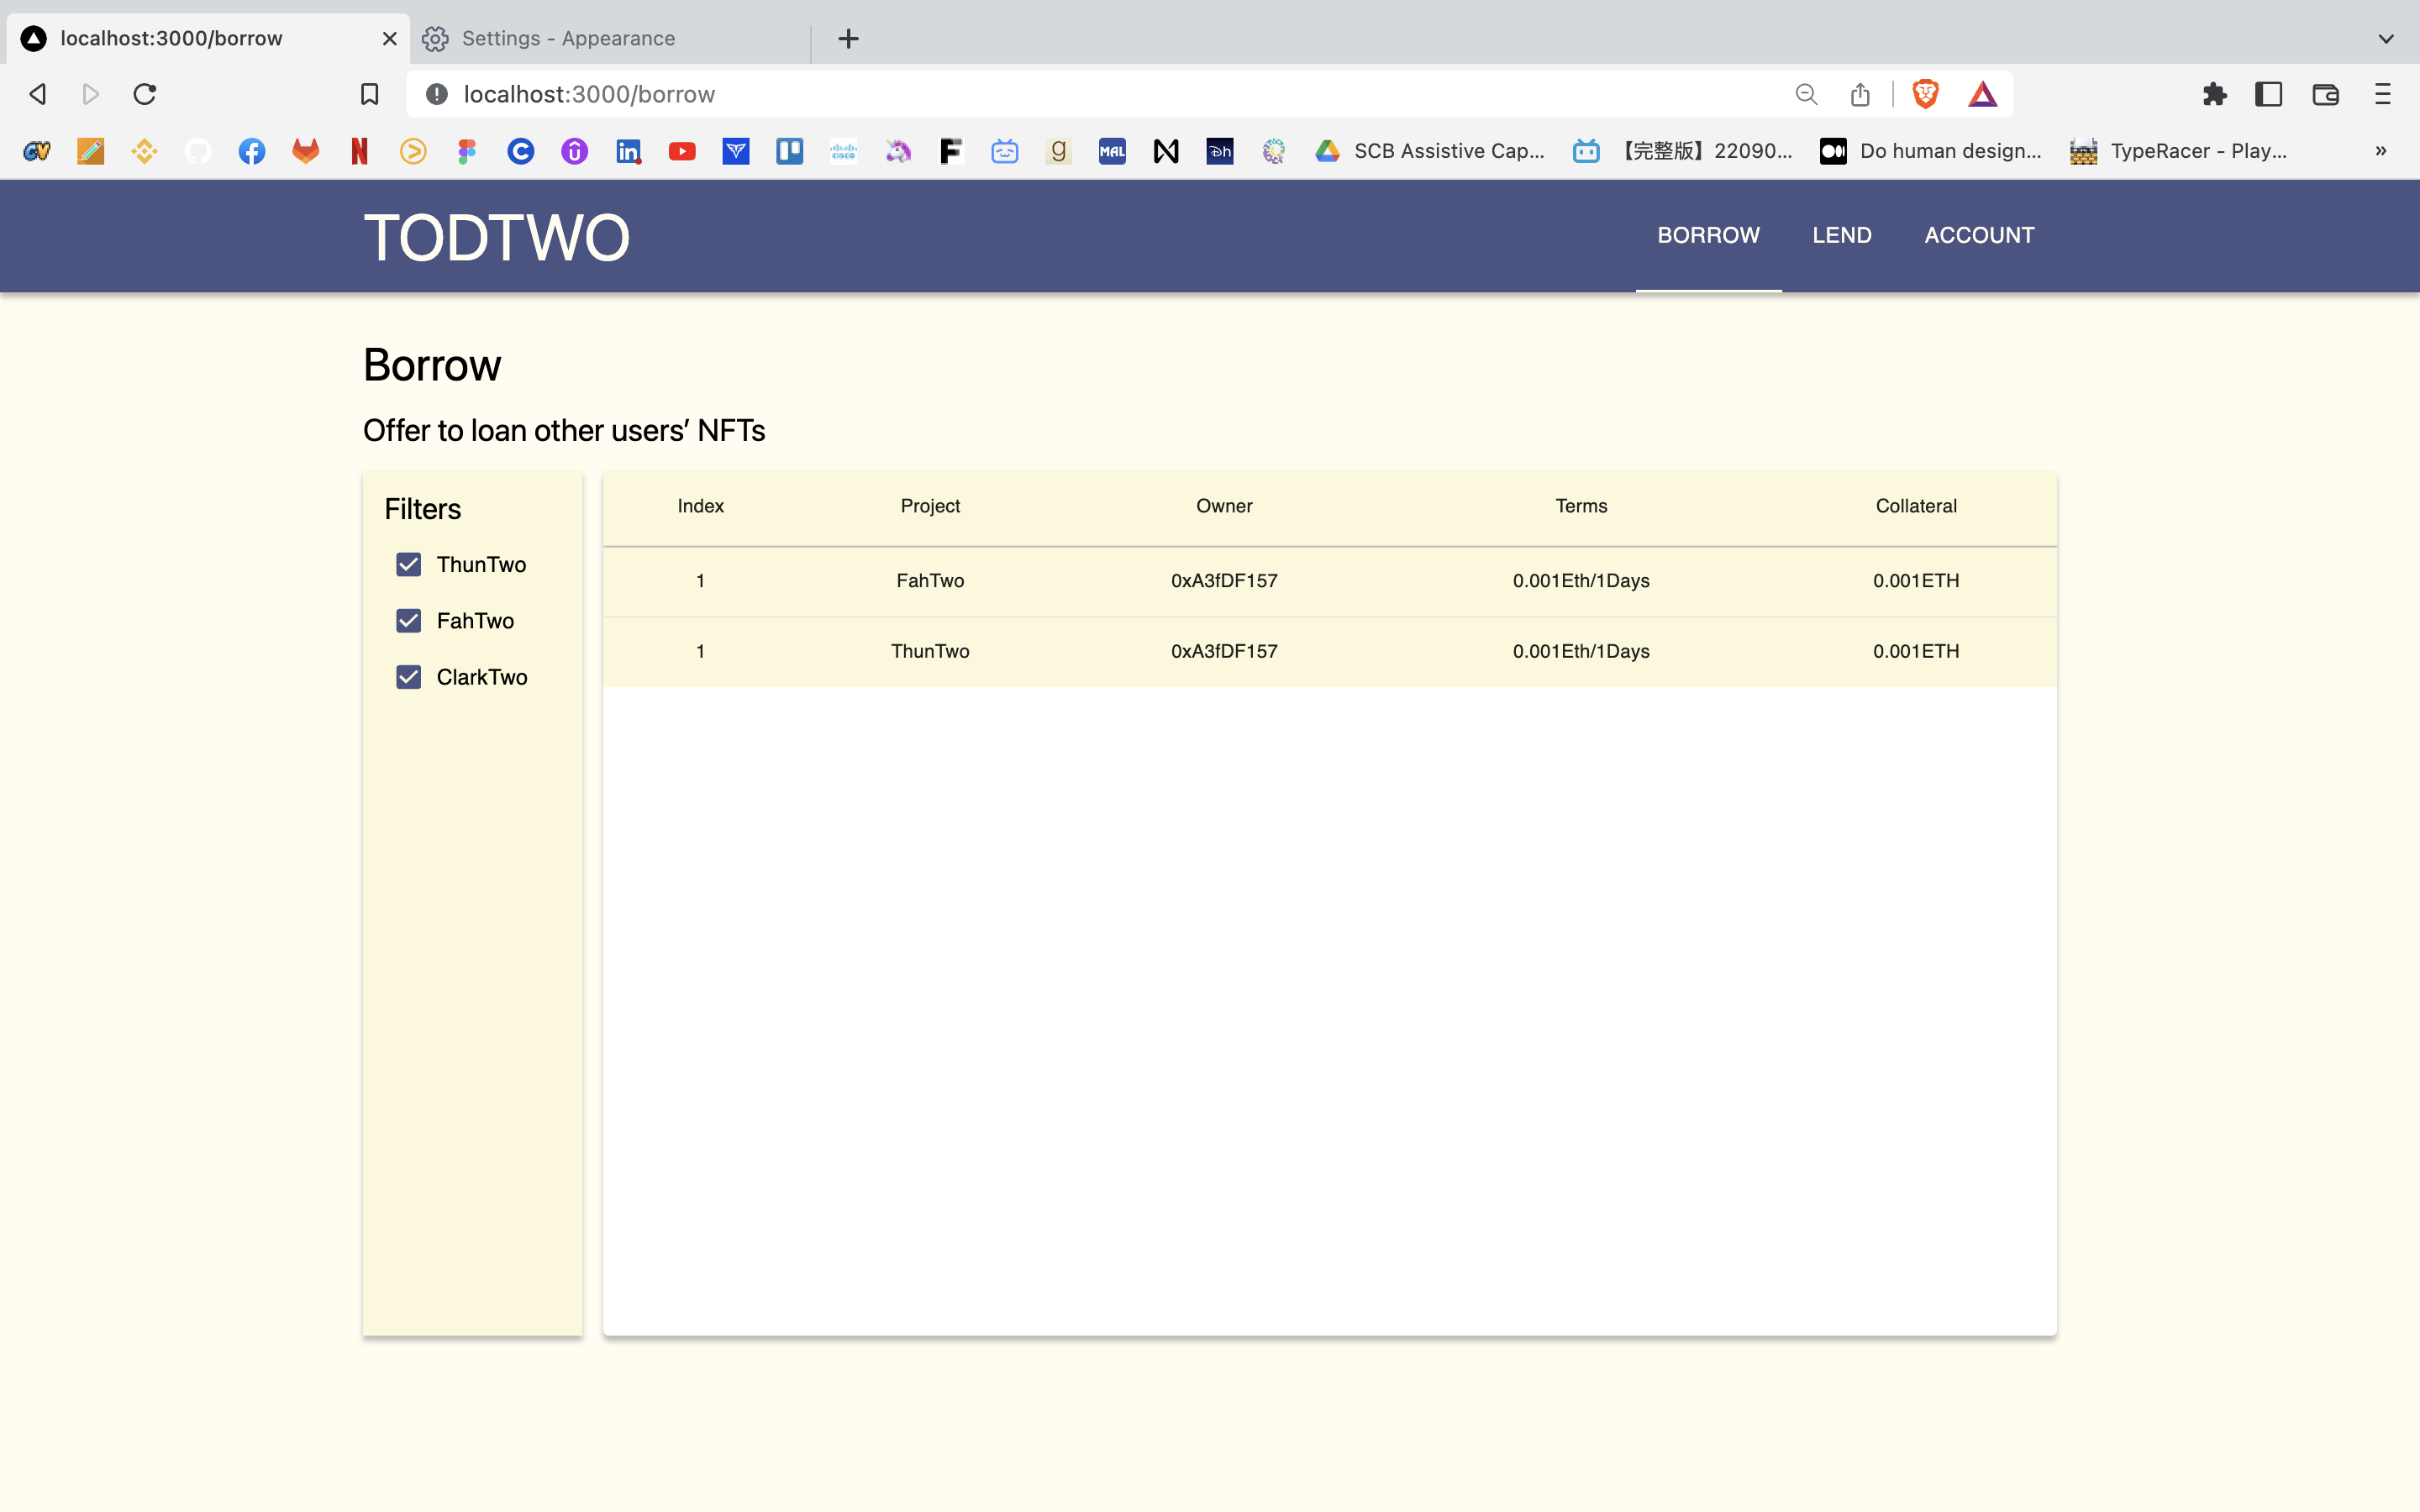 localhost:3000/borrow
Settings - Appearance
localhost:3000/borrow
SCB Assistive Cap...
【完整版】22090...
Do human design...
TypeRacer - Play...
TODTWO
BORROW LEND ACCOUNT
Borrow
Offer to loan other users’ NFTs
Filters
ThunTwo
FahTwo
ClarkTwo
Index Project Owner Terms Collateral
1 FahTwo 0xA3fDF157 0.001Eth/1Days 0.001ETH
1 ThunTwo 0xA3fDF157 0.001Eth/1Days 0.001ETH